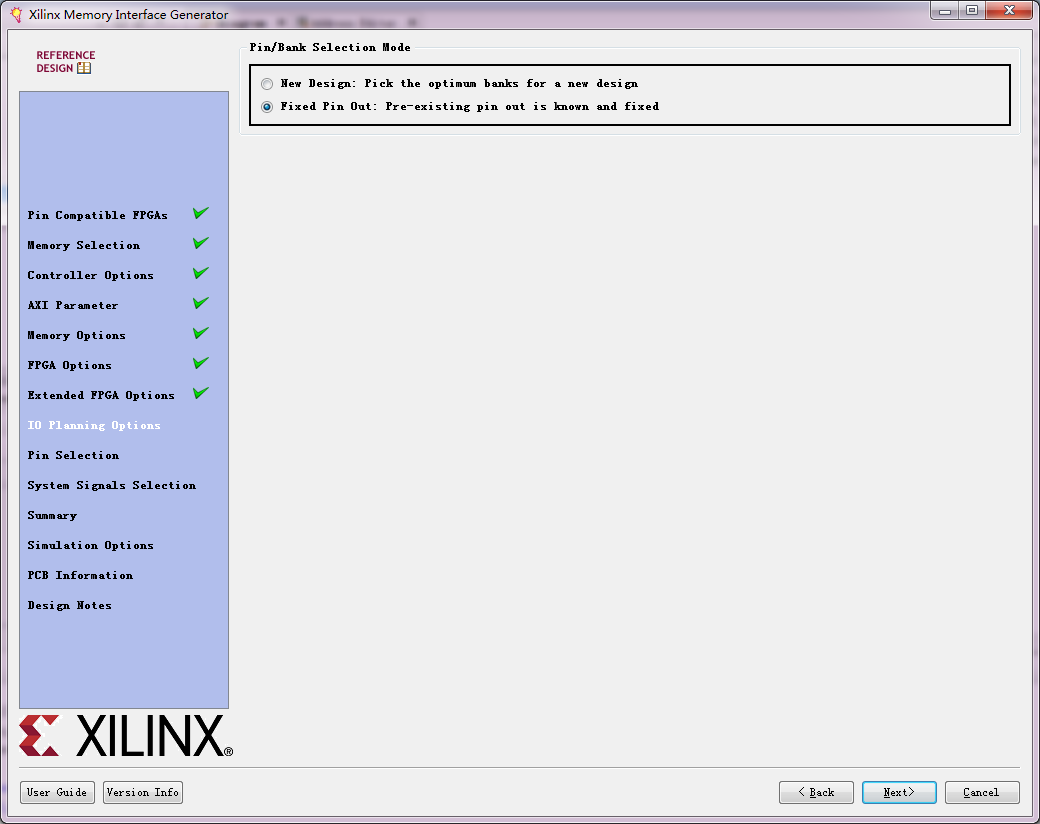 Xilinx Memory Interface Generator
REFERENCE
DESIGN
Pin/Bank Selection Mode
New Design: Pick the optimum banks for a new design
Fixed Pin Out: Pre-existing pin out is known and fixed
Pin Compatible FPGAs
Memory Selection
Controller Options
AXI Parameter
Memory Options
FPGA Options
Extended FPGA Options
IO Planning Options
Pin Selection
System Signals Selection
Summary
Simulation Options
PCB Information
Design Notes
XILINX®
User Guide
Version Info
< Back
Next>
Cancel